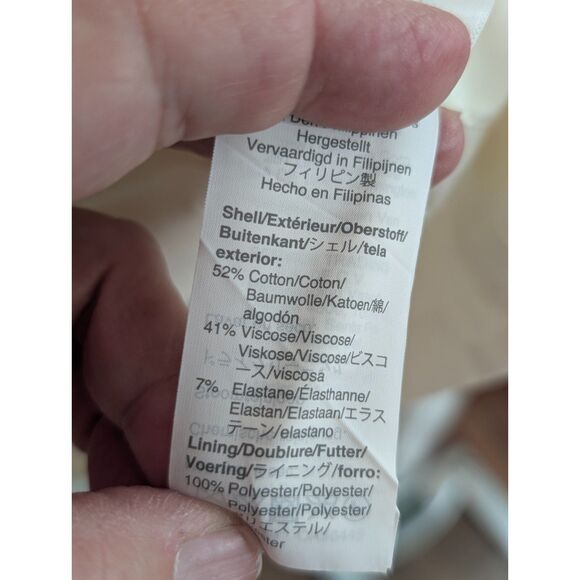 Hergestellt
Vervaardigd in Filipijnen
フィリピン製
Hecho en Filipinas
Shell/Extérieur/Oberstoff/
Buitenkant/シェル/tela
exterior:
52% Cotton/Coton/
Baumwolle/Katoen/綿/
algodón
41% Viscose/Viscose/
Viskose/Viscose/ビスコ
ース/viscosa
7% Elastane/Élasthanne/
Elastan/Elastaan/エラス
テーン/elastano
Lining/Doublure/Futter/
Voering/ライニング/forro:
100% Polyester/Polyester/
Polyester/Polyester/